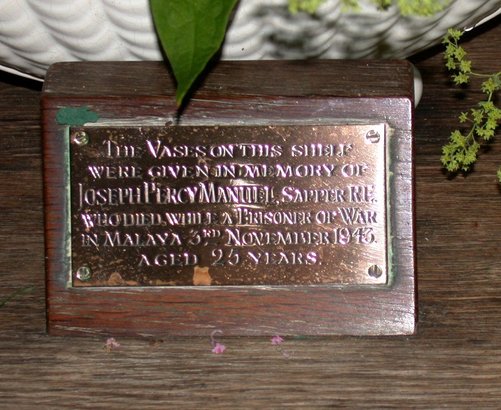 THE VASES ON THIS SHELF
WERE GIVEN IN MEMORY OF
JOSEPH PERCY MANUEL, SAPPER R.E.
WHO DIED, WHILE A PRISONER OF WAR
IN MALAYA 3RD NOVEMBER 1943.
AGED 25 YEARS.